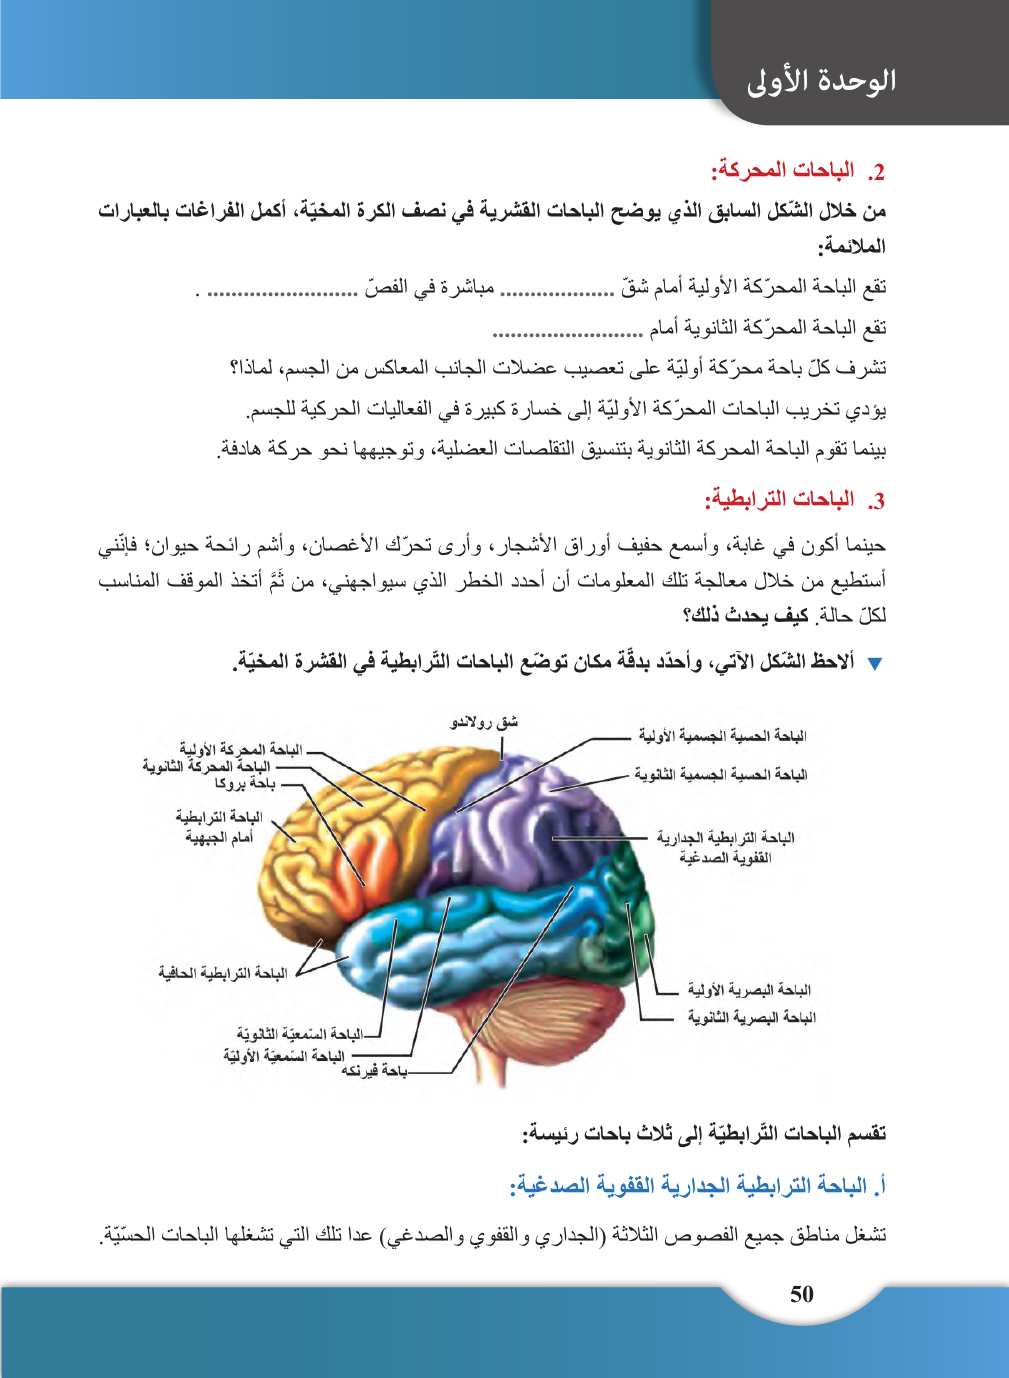 الوحدة الأولى
2. الباحات المحركة:
من خلال الشّكل السابق الذي يوضح الباحات القشرية في نصف الكرة المخيّة، أكمل الفراغات بالعبارات
الملائمة:
تقع الباحة المحرّكة الأولية أمام شقّ ................... مباشرة في الفصّ ......................... .
تقع الباحة المحرّكة الثانوية أمام .........................
تشرف كلّ باحة محرّكة أوليّة على تعصيب عضلات الجانب المعاكس من الجسم، لماذا؟
يؤدي تخريب الباحات المحرّكة الأوليّة إلى خسارة كبيرة في الفعاليات الحركية للجسم.
بينما تقوم الباحة المحركة الثانوية بتنسيق التقلصات العضلية، وتوجيهها نحو حركة هادفة.
3. الباحات الترابطية:
حينما أكون في غابة، وأسمع حفيف أوراق الأشجار، وأرى تحرّك الأغصان، وأشم رائحة حيوان؛ فإنّني
أستطيع من خلال معالجة تلك المعلومات أن أحدد الخطر الذي سيواجهني، من ثَمَّ أتخذ الموقف المناسب
لكلّ حالة. كيف يحدث ذلك؟
▼ ألاحظ الشّكل الآتي، وأحدّد بدقّة مكان توضّع الباحات التّرابطية في القشرة المخيّة.
شق رولاندو
الباحة الحسية الجسمية الأولية
الباحة المحركة الأولية
الباحة المحركة الثانوية
الباحة الحسية الجسمية الثانوية
باحة بروكا
الباحة الترابطية
أمام الجبهية
الباحة الترابطية الجدارية
القفوية الصدغية
الباحة الترابطية الحافية
الباحة البصرية الأولية
الباحة البصرية الثانوية
الباحة السّمعيّة الثانويّة
الباحة السّمعيّة الأوليّة
باحة فيرنكه
تقسم الباحات التّرابطيّة إلى ثلاث باحات رئيسة:
أ. الباحة الترابطية الجدارية القفوية الصدغية:
تشغل مناطق جميع الفصوص الثلاثة (الجداري والقفوي والصدغي) عدا تلك التي تشغلها الباحات الحسّيّة.
50